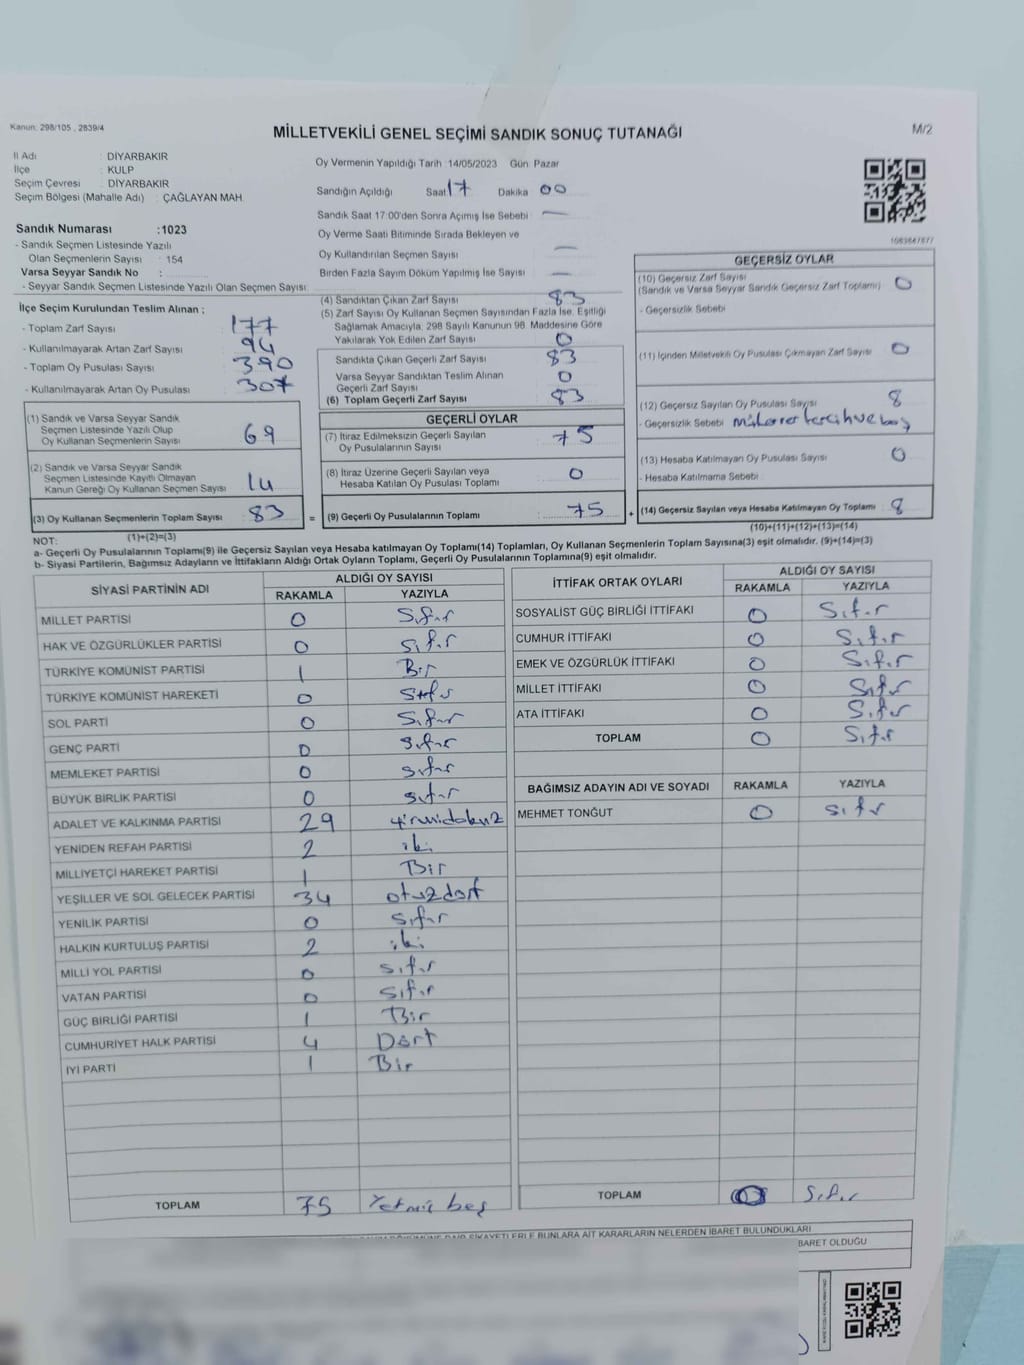 Kanun: 298/105 , 2839/4
MİLLETVEKİLİ GENEL SEÇİMİ SANDIK SONUÇ TUTANAĞI
M/2
İl Adı : DİYARBAKIR
İlçe : KULP
Seçim Çevresi : DİYARBAKIR
Seçim Bölgesi (Mahalle Adı) : ÇAĞLAYAN MAH.
Sandık Numarası :1023
- Sandık Seçmen Listesinde Yazılı
Olan Seçmenlerin Sayısı : 154
Varsa Seyyar Sandık No :
- Seyyar Sandık Seçmen Listesinde Yazılı Olan Seçmen Sayısı:
İlçe Seçim Kurulundan Teslim Alınan ;
- Toplam Zarf Sayısı 177
- Kullanılmayarak Artan Zarf Sayısı 94
- Toplam Oy Pusulası Sayısı 390
- Kullanılmayarak Artan Oy Pusulası 307
(1) Sandık ve Varsa Seyyar Sandık
Seçmen Listesinde Yazılı Olup
Oy Kullanan Seçmenlerin Sayısı 69
(2) Sandık ve Varsa Seyyar Sandık
Seçmen Listesinde Kayıtlı Olmayan
Kanun Gereği Oy Kullanan Seçmen Sayısı 14
(3) Oy Kullanan Seçmenlerin Toplam Sayısı 83
(1)+(2)=(3)
Oy Vermenin Yapıldığı Tarih :14/05/2023 Gün: Pazar
Sandığın Açıldığı Saat 17 Dakika 00
Sandık Saat 17:00'den Sonra Açımış İse Sebebi —
Oy Verme Saati Bitiminde Sırada Bekleyen ve
Oy Kullandırılan Seçmen Sayısı —
Birden Fazla Sayım Döküm Yapılmış İse Sayısı —
(4) Sandıktan Çıkan Zarf Sayısı 83
(5) Zarf Sayısı Oy Kullanan Seçmen Sayısından Fazla İse, Eşitliği
Sağlamak Amacıyla; 298 Sayılı Kanunun 98. Maddesine Göre
Yakılarak Yok Edilen Zarf Sayısı 0
Sandıkta Çıkan Geçerli Zarf Sayısı 83
Varsa Seyyar Sandıktan Teslim Alınan
Geçerli Zarf Sayısı 0
(6) Toplam Geçerli Zarf Sayısı 83
GEÇERLİ OYLAR
(7) İtiraz Edilmeksizin Geçerli Sayılan
Oy Pusulalarının Sayısı 75
(8) İtiraz Üzerine Geçerli Sayılan veya
Hesaba Katılan Oy Pusulası Toplamı 0
= (9) Geçerli Oy Pusulalarının Toplamı 75 +
1083687877
GEÇERSİZ OYLAR
(10) Geçersiz Zarf Sayısı 0
(Sandık ve Varsa Seyyar Sandık Geçersiz Zarf Toplamı)
- Geçersizlik Sebebi
(11) İçinden Milletvekili Oy Pusulası Çıkmayan Zarf Sayısı 0
(12) Geçersiz Sayılan Oy Pusulası Sayısı 8
- Geçersizlik Sebebi mükerrer tercih ve boş
(13) Hesaba Katılmayan Oy Pusulası Sayısı 0
- Hesaba Katılmama Sebebi
(14) Geçersiz Sayılan veya Hesaba Katılmayan Oy Toplamı 8
(10)+(11)+(12)+(13)=(14)
NOT:
a- Geçerli Oy Pusulalarının Toplamı(9) ile Geçersiz Sayılan veya Hesaba katılmayan Oy Toplamı(14) Toplamları, Oy Kullanan Seçmenlerin Toplam Sayısına(3) eşit olmalıdır. (9)+(14)=(3)
b- Siyasi Partilerin, Bağımsız Adayların ve İttifakların Aldığı Ortak Oyların Toplamı, Geçerli Oy Pusulalarının Toplamına(9) eşit olmalıdır.
SİYASİ PARTİNİN ADI ALDIĞI OY SAYISI
RAKAMLA YAZIYLA
MİLLET PARTİSİ 0 Sıfır
HAK VE ÖZGÜRLÜKLER PARTİSİ 0 Sıfır
TÜRKİYE KOMÜNİST PARTİSİ 1 Bir
TÜRKİYE KOMÜNİST HAREKETİ 0 Sıfır
SOL PARTİ 0 Sıfır
GENÇ PARTİ 0 Sıfır
MEMLEKET PARTİSİ 0 sıfır
BÜYÜK BİRLİK PARTİSİ 0 sıfır
ADALET VE KALKINMA PARTİSİ 29 yirmidokuz
YENİDEN REFAH PARTİSİ 2 iki
MİLLİYETÇİ HAREKET PARTİSİ 1 Bir
YEŞİLLER VE SOL GELECEK PARTİSİ 34 otuzdört
YENİLİK PARTİSİ 0 sıfır
HALKIN KURTULUŞ PARTİSİ 2 iki
MİLLİ YOL PARTİSİ 0 sıfır
VATAN PARTİSİ 0 sıfır
GÜÇ BİRLİĞİ PARTİSİ 1 Bir
CUMHURİYET HALK PARTİSİ 4 Dört
İYİ PARTİ 1 Bir
TOPLAM 75 Yetmiş beş
İTTİFAK ORTAK OYLARI ALDIĞI OY SAYISI
RAKAMLA YAZIYLA
SOSYALİST GÜÇ BİRLİĞİ İTTİFAKI 0 Sıfır
CUMHUR İTTİFAKI 0 Sıfır
EMEK VE ÖZGÜRLÜK İTTİFAKI 0 Sıfır
MİLLET İTTİFAKI 0 Sıfır
ATA İTTİFAKI 0 Sıfır
TOPLAM 0 Sıfır
BAĞIMSIZ ADAYIN ADI VE SOYADI RAKAMLA YAZIYLA
MEHMET TONĞUT 0 sıfır
TOPLAM 0 Sıfır
ŞİKAYETLERLE BUNLARA AİT KARARLARIN NELERDEN İBARET BULUNDUKLARI
İBARET OLDUĞU